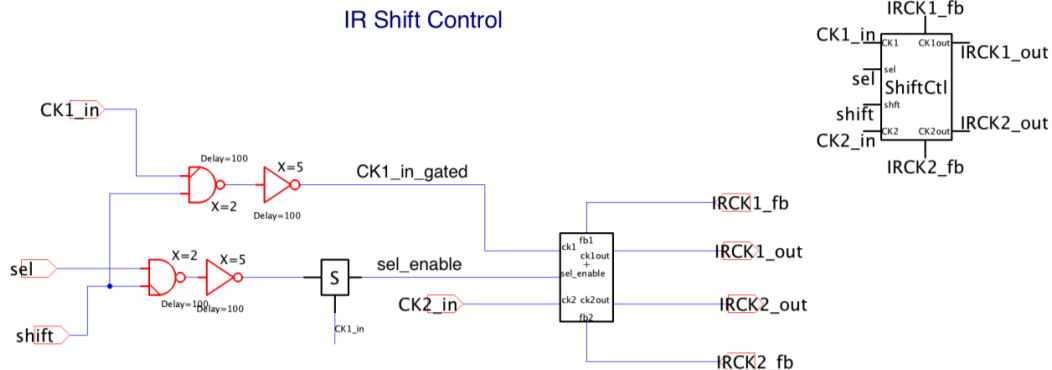 IR Shift Control
IRCK1_fb
CK1_in
CK1
CK1out
IRCK1_out
sel
sel
ShiftCtl
shift
shft
CK2_in
CK2
CK2out
IRCK2_out
IRCK2_fb
CK1_in
Delay=100
X=5
X=2
Delay=100
CK1_in_gated
sel
X=2
X=5
Delay=100
Delay=100
S
sel_enable
CK1_in
shift
CK2_in
fb1
ck1
ck1out
+
sel_enable
ck2
ck2out
fb2
IRCK1_fb
IRCK1_out
IRCK2_out
IRCK2_fb